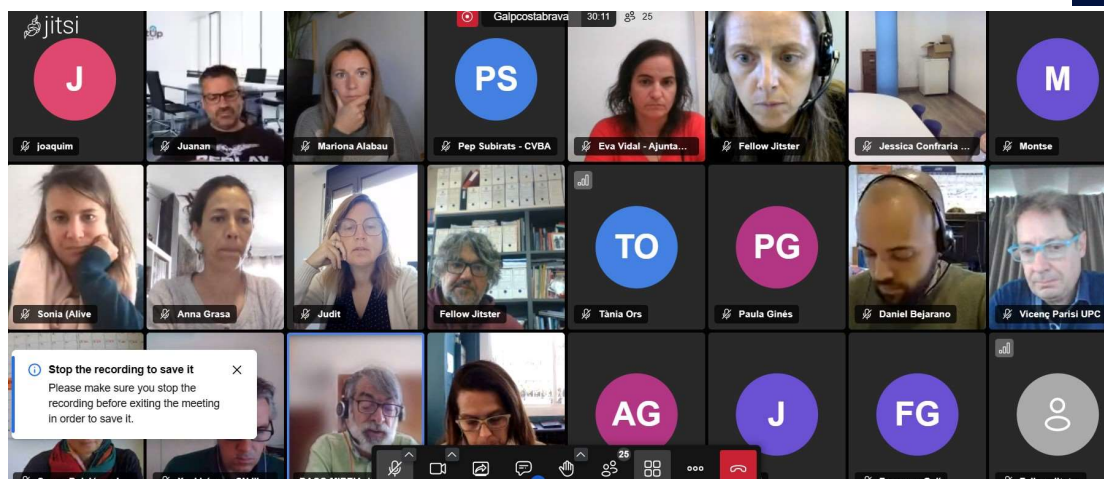 jitsi
Galpcostabrava 30:11 25
J
PS
M
joaquim
Juanan
Mariona Alabau
Pep Subirats - CVBA
Eva Vidal - Ajunta...
Fellow Jitster
Jessica Confraria ...
Montse
TO
PG
Sonia (Alive
Anna Grasa
Judit
Fellow Jitster
Tània Ors
Paula Ginés
Daniel Bejarano
Vicenç Parisi UPC
Stop the recording to save it
Please make sure you stop the
recording before exiting the meeting
in order to save it.
AG
J
FG
25